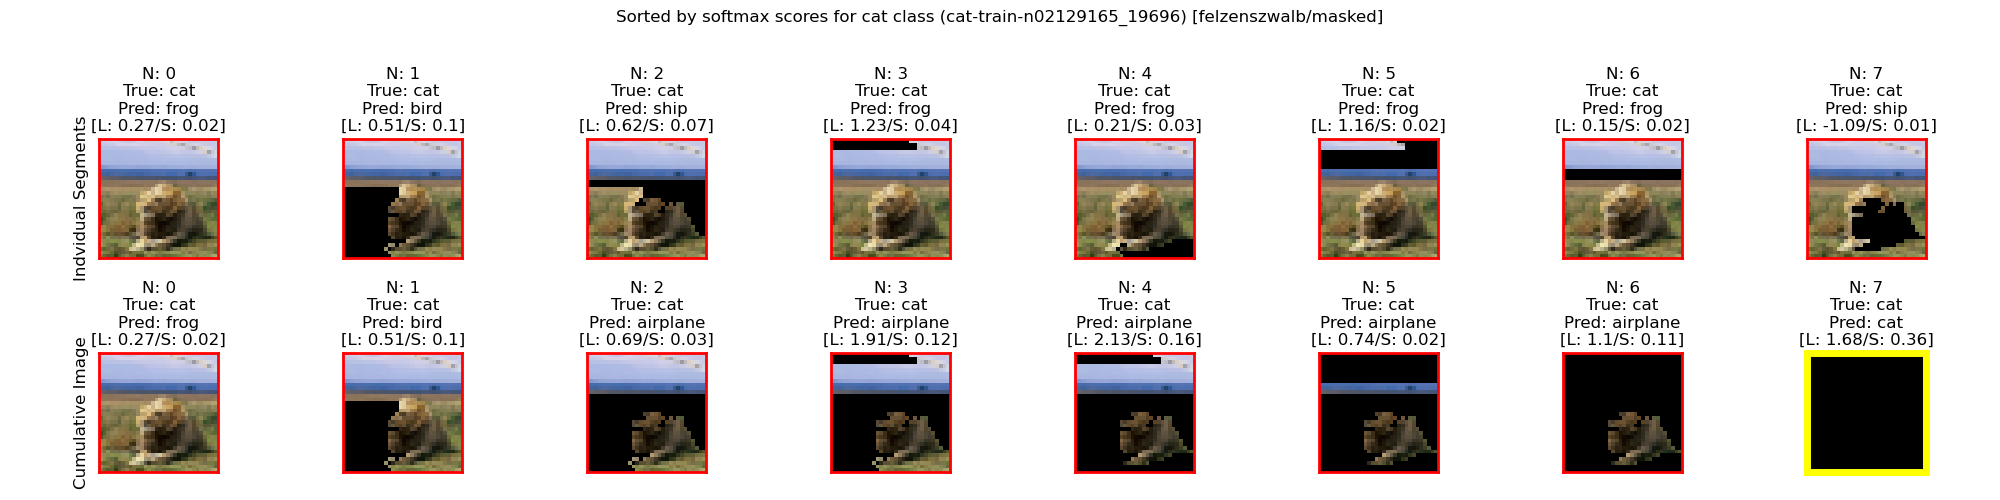 Sorted by softmax scores for cat class (cat-train-n02129165_19696) [felzenszwalb/masked]
Indvidual Segments
N: 0
True: cat
Pred: frog
[L: 0.27/S: 0.02]
N: 1
True: cat
Pred: bird
[L: 0.51/S: 0.1]
N: 2
True: cat
Pred: ship
[L: 0.62/S: 0.07]
N: 3
True: cat
Pred: frog
[L: 1.23/S: 0.04]
N: 4
True: cat
Pred: frog
[L: 0.21/S: 0.03]
N: 5
True: cat
Pred: frog
[L: 1.16/S: 0.02]
N: 6
True: cat
Pred: frog
[L: 0.15/S: 0.02]
N: 7
True: cat
Pred: ship
[L: -1.09/S: 0.01]
Cumulative Image
N: 0
True: cat
Pred: frog
[L: 0.27/S: 0.02]
N: 1
True: cat
Pred: bird
[L: 0.51/S: 0.1]
N: 2
True: cat
Pred: airplane
[L: 0.69/S: 0.03]
N: 3
True: cat
Pred: airplane
[L: 1.91/S: 0.12]
N: 4
True: cat
Pred: airplane
[L: 2.13/S: 0.16]
N: 5
True: cat
Pred: airplane
[L: 0.74/S: 0.02]
N: 6
True: cat
Pred: airplane
[L: 1.1/S: 0.11]
N: 7
True: cat
Pred: cat
[L: 1.68/S: 0.36]